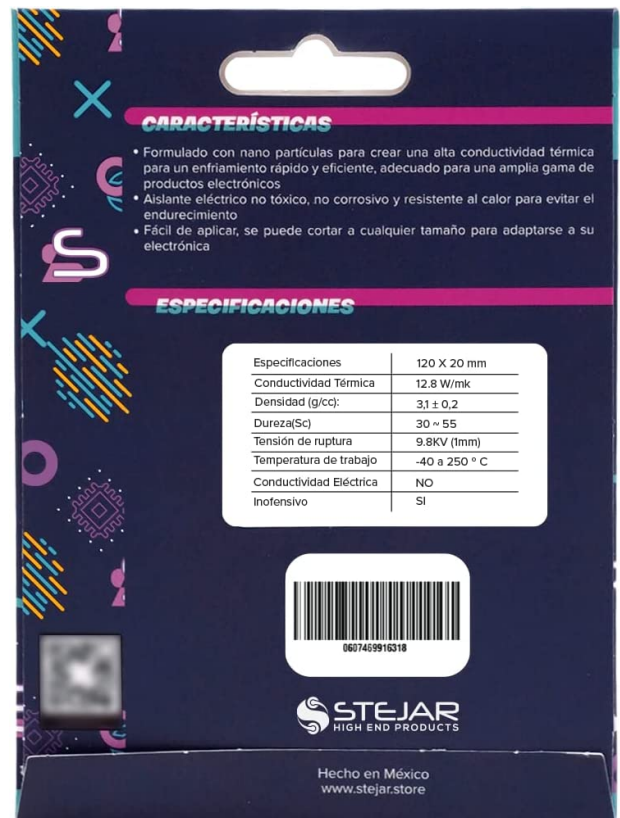 CARACTERÍSTICAS
• Formulado con nano partículas para crear una alta conductividad térmica
para un enfriamiento rápido y eficiente, adecuado para una amplia gama de
productos electrónicos
• Aislante eléctrico no tóxico, no corrosivo y resistente al calor para evitar el
endurecimiento
• Fácil de aplicar, se puede cortar a cualquier tamaño para adaptarse a su
electrónica
S
ESPECIFICACIONES
Especificaciones 120 X 20 mm
Conductividad Térmica 12.8 W/mk
Densidad (g/cc): 3,1 ± 0,2
Dureza(Sc) 30 ~ 55
Tensión de ruptura 9.8KV (1mm)
Temperatura de trabajo -40 a 250 º C
Conductividad Eléctrica NO
Inofensivo SI
0607469916318
STEJAR
HIGH END PRODUCTS
Hecho en México
www.stejar.store